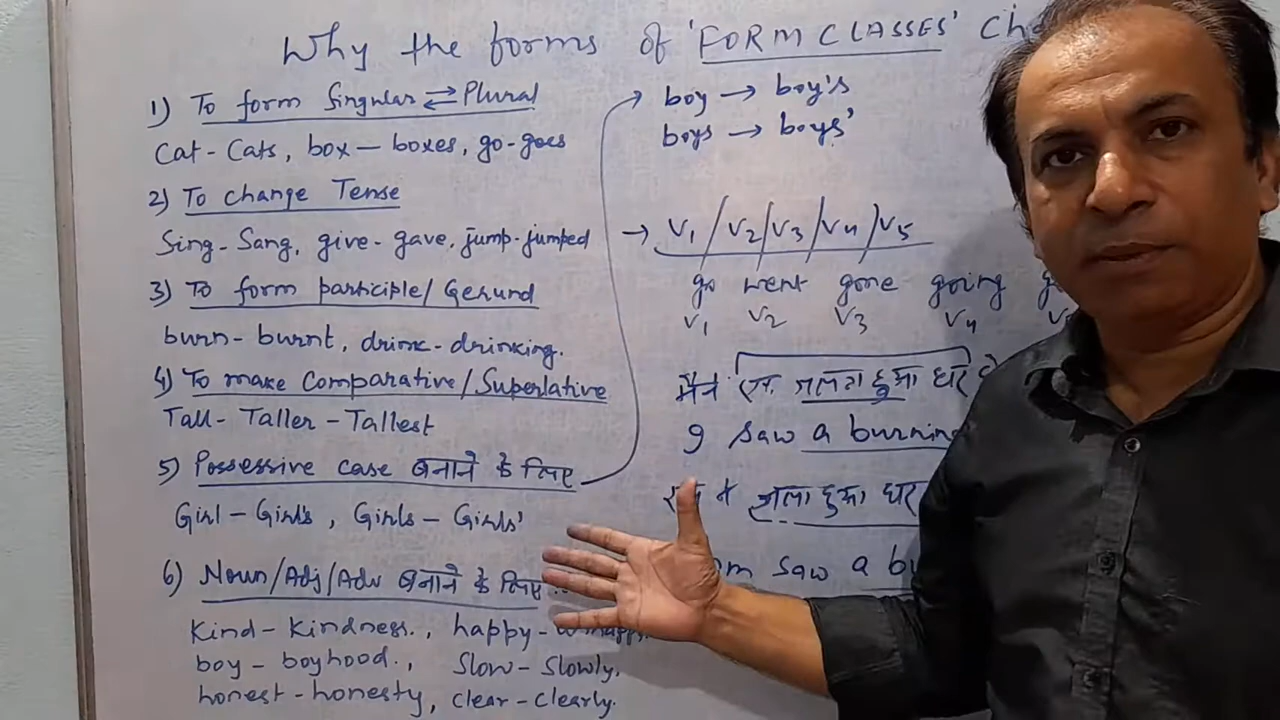 Why the forms of 'FORM CLASSES' Cha
1) To form Singular ⇄ Plural
Cat - Cats, box - boxes, go-goes
2) To change Tense
Sing - Sang, give - gave, jump-jumped
3) To form participle/Gerund
burn - burnt, drink - drinking.
4) To make Comparative/Superlative
Tall - Taller - Tallest
5) Possessive case बनाने के लिए
Girl - Girl's, Girls - Girls'
6) Noun/Adj/Adv बनाने के लिए
Kind - Kindness., happy -
boy - boyhood., Slow - Slowly,
honest - honesty, clear - clearly.
boy → boy's
boys → boys'
→ V1/V2/V3/V4/V5
go went gone going g
V1 V2 V3 V4 V
मैंने एक जलता हुआ घर
I saw a burning
जला हुआ घर
saw a bu